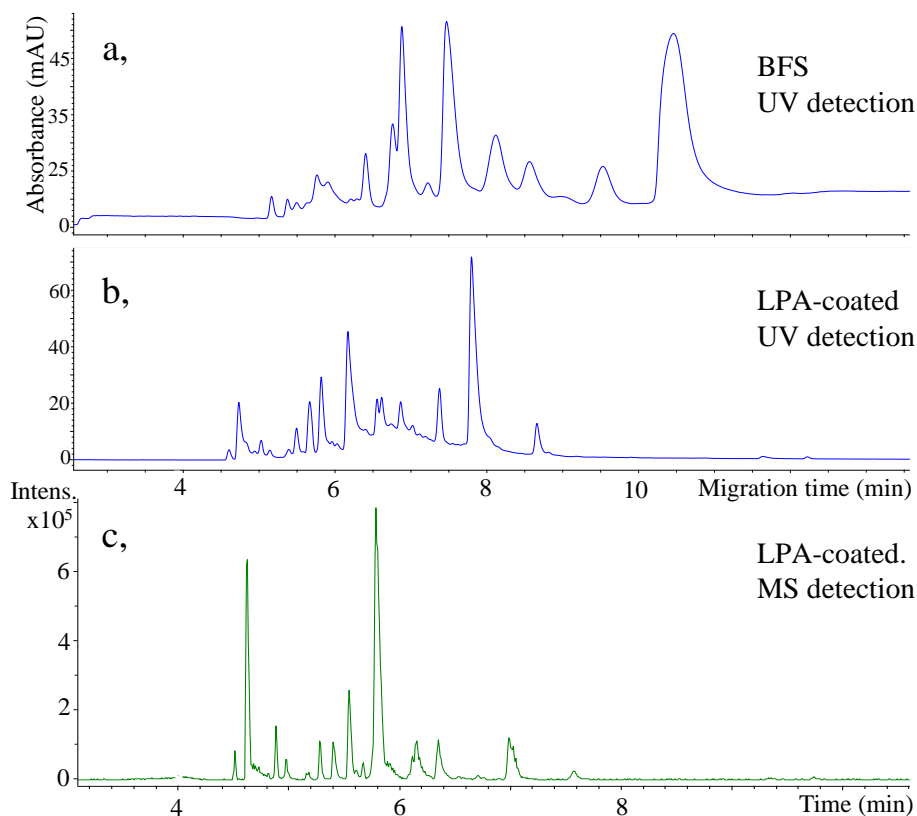 a,
BFS
UV detection
Absorbance (mAU)
45
35
25
15
0
b,
LPA-coated
UV detection
60
40
20
0
4 6 8 10 Migration time (min)
Intens.
x10⁵
c,
LPA-coated.
MS detection
6
4
2
0
4 6 8 Time (min)